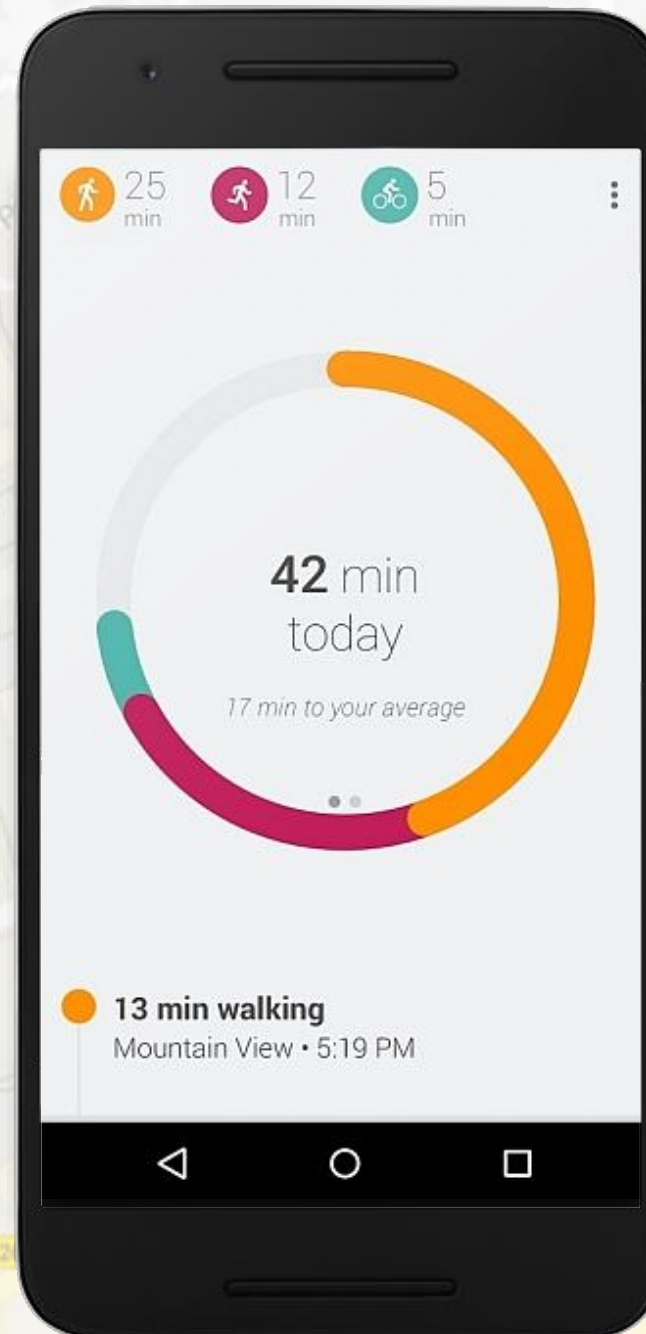 25 min
12 min
5 min
42 min
today
17 min to your average
13 min walking
Mountain View • 5:19 PM